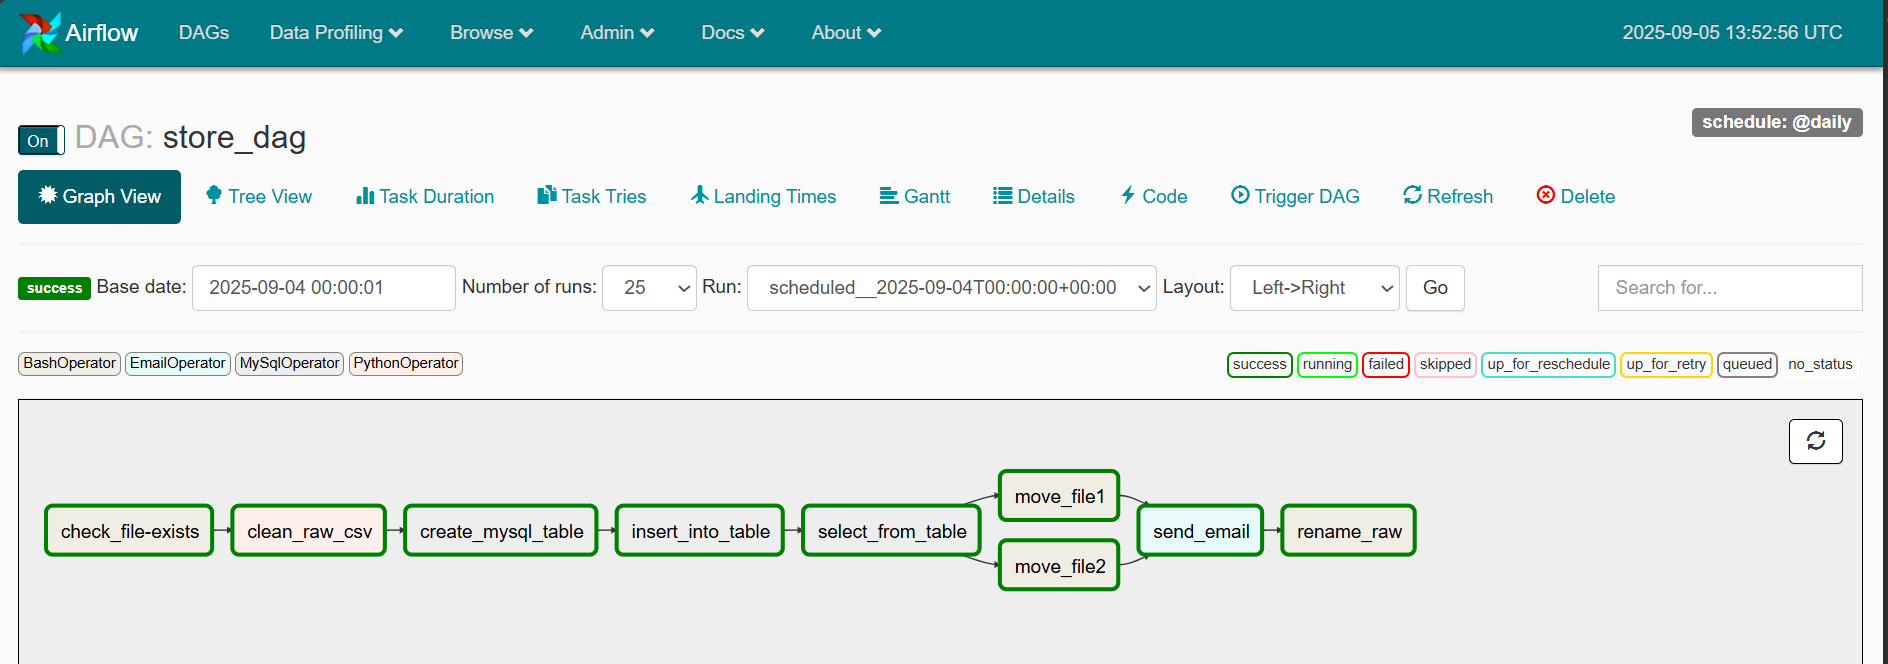 Airflow DAGs Data Profiling Browse Admin Docs About 2025-09-05 13:52:56 UTC
schedule: @daily
On DAG: store_dag
Graph View Tree View Task Duration Task Tries Landing Times Gantt Details Code Trigger DAG Refresh Delete
success Base date: 2025-09-04 00:00:01 Number of runs: 25 Run: scheduled__2025-09-04T00:00:00+00:00 Layout: Left->Right Go Search for...
BashOperator EmailOperator MySqlOperator PythonOperator success running failed skipped up_for_reschedule up_for_retry queued no_status
move_file1
check_file-exists clean_raw_csv create_mysql_table insert_into_table select_from_table send_email rename_raw
move_file2